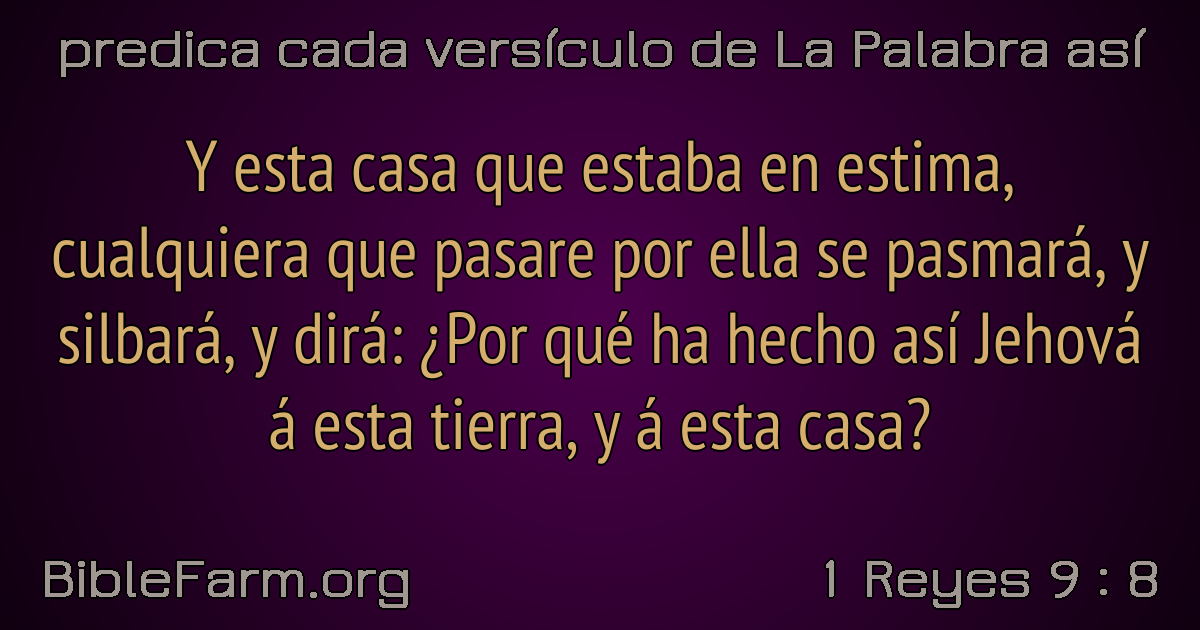 predica cada versículo de La Palabra así
Y esta casa que estaba en estima,
cualquiera que pasare por ella se pasmará, y
silbará, y dirá: ¿Por qué ha hecho así Jehová
á esta tierra, y á esta casa?
BibleFarm.org
1 Reyes 9 : 8